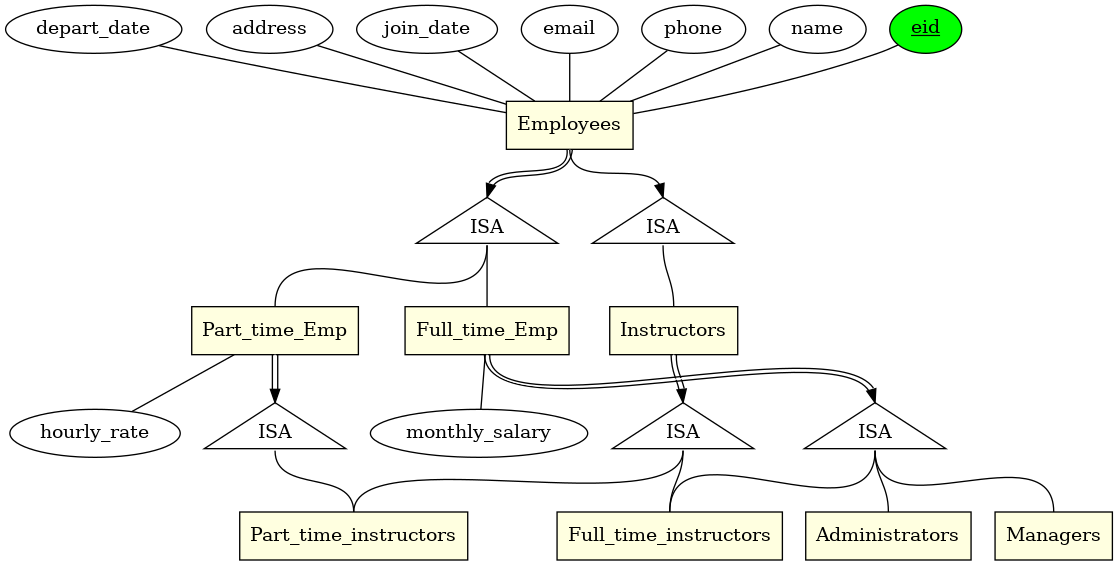 depart_date
address
join_date
email
phone
name
eid
Employees
ISA
ISA
Part_time_Emp
Full_time_Emp
Instructors
hourly_rate
ISA
monthly_salary
ISA
ISA
Part_time_instructors
Full_time_instructors
Administrators
Managers